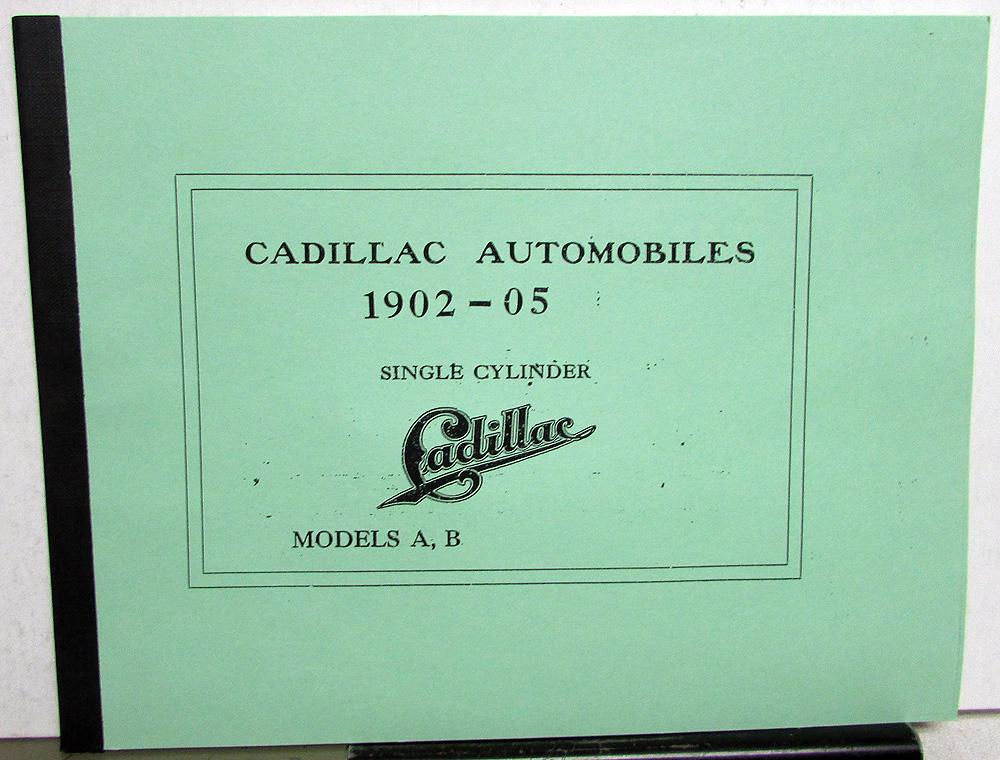 CADILLAC AUTOMOBILES
1902 – 05
SINGLE CYLINDER
Cadillac
MODELS A, B